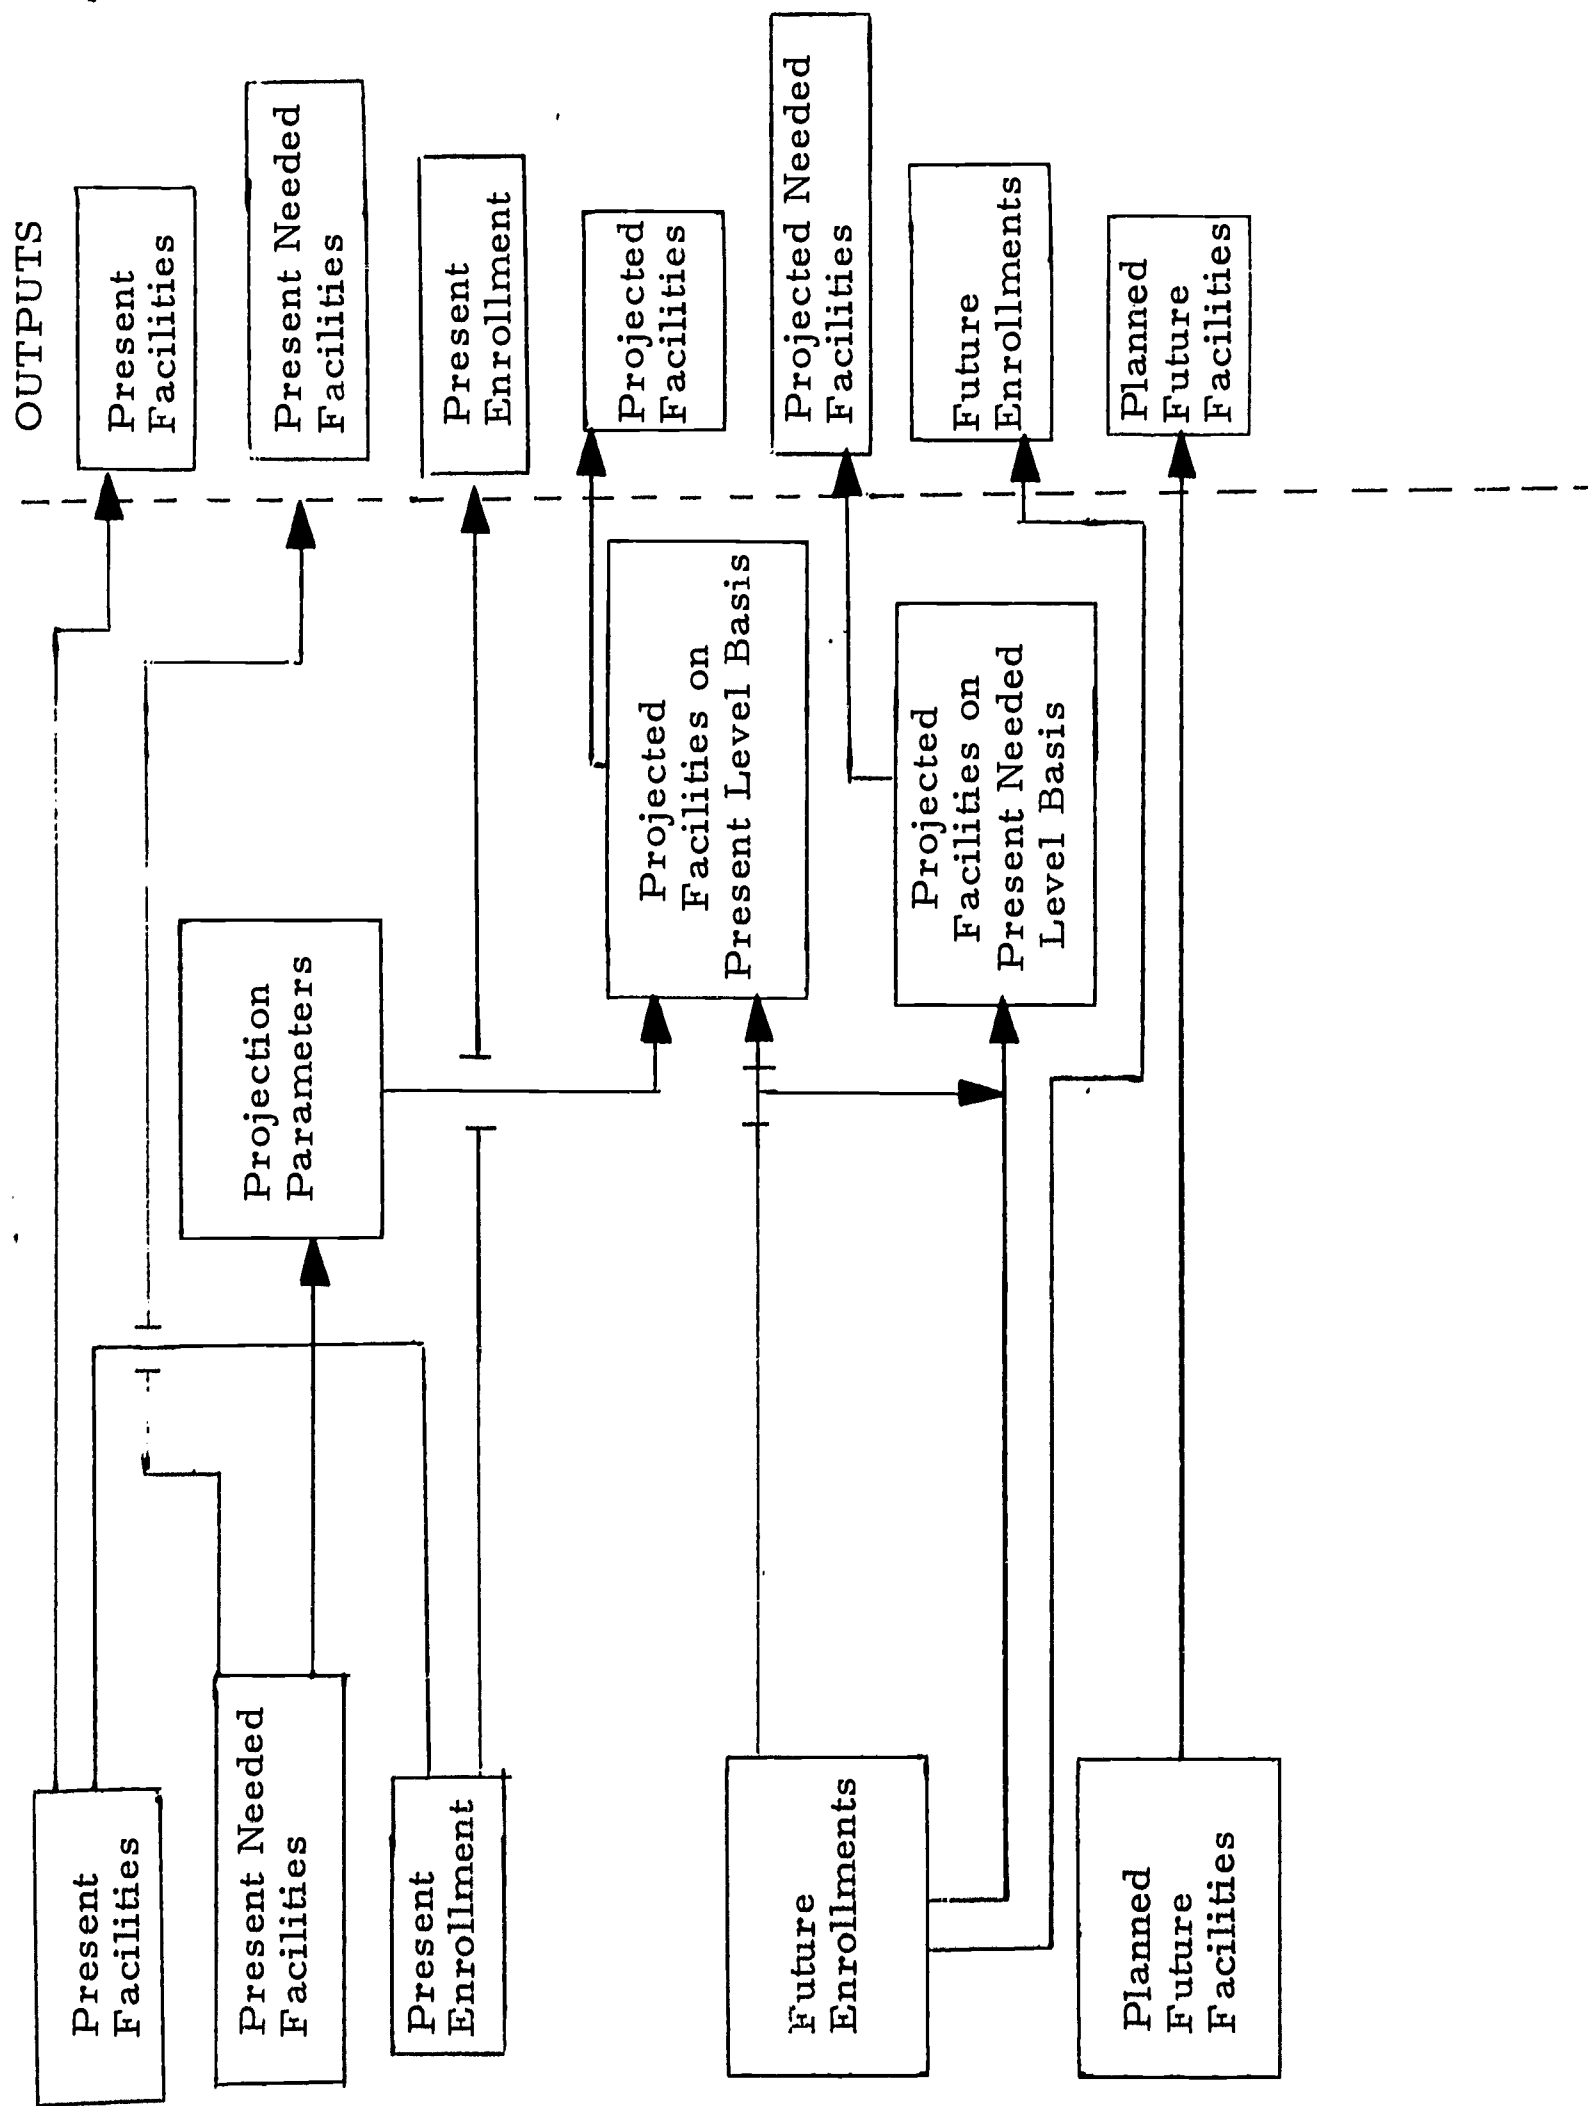 OUTPUTS
Present
Facilities
Present Needed
Facilities
Present
Enrollment
Projected
Facilities
Projected Needed
Facilities
Future
Enrollments
Planned
Future
Facilities
Projection
Parameters
Projected
Facilities on
Present Level Basis
Projected
Facilities on
Present Needed
Level Basis
Present
Facilities
Present Needed
Facilities
Present
Enrollment
Future
Enrollments
Planned
Future
Facilities